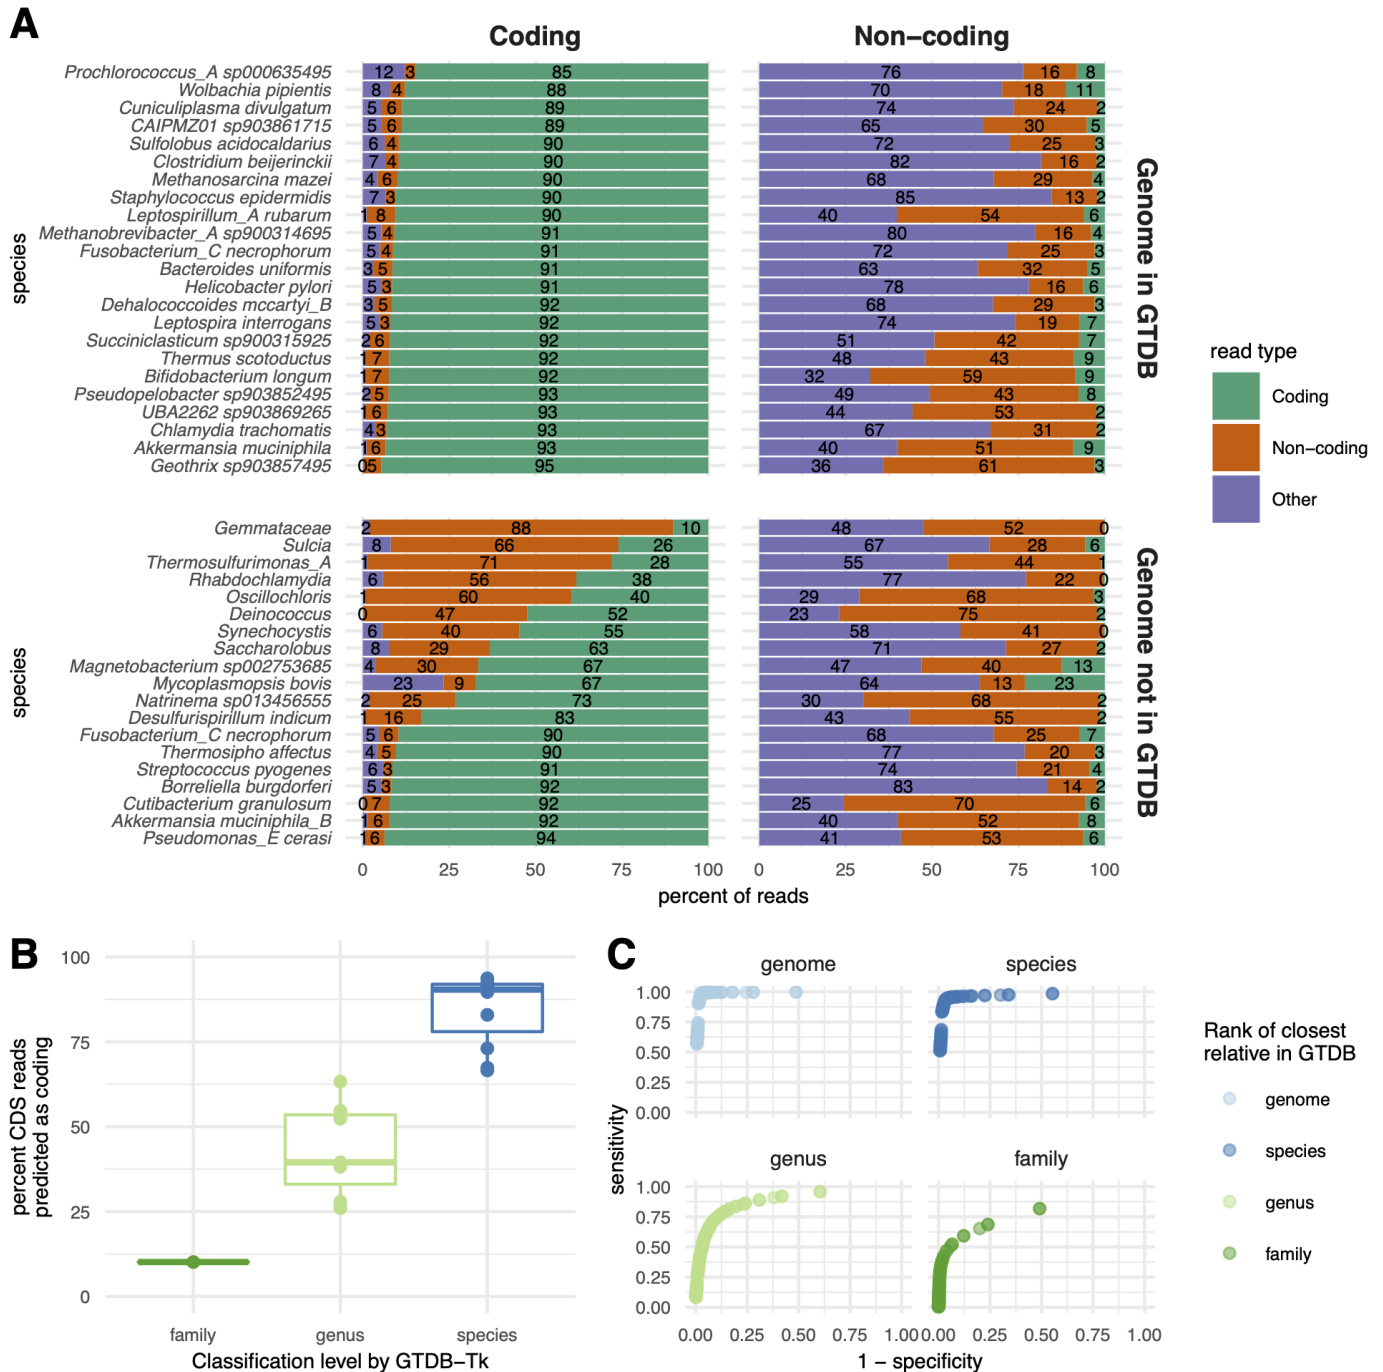 A
Coding
Non−coding
Prochlorococcus_A sp000635495 12 3 85 76 16 8
Wolbachia pipientis 8 4 88 70 18 11
Cuniculiplasma divulgatum 5 6 89 74 24 2
CAIPMZ01 sp903861715 5 6 89 65 30 5
Sulfolobus acidocaldarius 6 4 90 72 25 3
Clostridium beijerinckii 7 4 90 82 16 2
Methanosarcina mazei 4 6 90 68 29 4
Staphylococcus epidermidis 7 3 90 85 13 2
Leptospirillum_A rubarum 1 8 90 40 54 6
Methanobrevibacter_A sp900314695 5 4 91 80 16 4
Fusobacterium_C necrophorum 5 4 91 72 25 3
Bacteroides uniformis 3 5 91 63 32 5
Helicobacter pylori 5 3 91 78 16 6
Dehalococcoides mccartyi_B 3 5 92 68 29 3
Leptospira interrogans 5 3 92 74 19 7
Succiniclasticum sp900315925 2 6 92 51 42 7
Thermus scotoductus 1 7 92 48 43 9
Bifidobacterium longum 1 7 92 32 59 9
Pseudopelobacter sp903852495 2 5 93 49 43 8
UBA2262 sp903869265 1 6 93 44 53 2
Chlamydia trachomatis 4 3 93 67 31 2
Akkermansia muciniphila 1 6 93 40 51 9
Geothrix sp903857495 0 5 95 36 61 3
species
Genome in GTDB
Gemmataceae 2 88 10 48 52 0
Sulcia 8 66 26 67 28 6
Thermosulfurimonas_A 1 71 28 55 44 1
Rhabdochlamydia 6 56 38 77 22 0
Oscillochloris 1 60 40 29 68 3
Deinococcus 0 47 52 23 75 2
Synechocystis 6 40 55 58 41 0
Saccharolobus 8 29 63 71 27 2
Magnetobacterium sp002753685 4 30 67 47 40 13
Mycoplasmopsis bovis 23 9 67 64 13 23
Natrinema sp013456555 2 25 73 30 68 2
Desulfurispirillum indicum 1 16 83 43 55 2
Fusobacterium_C necrophorum 5 6 90 68 25 7
Thermosipho affectus 4 5 90 77 20 3
Streptococcus pyogenes 6 3 91 74 21 4
Borreliella burgdorferi 5 3 92 83 14 2
Cutibacterium granulosum 0 7 92 25 70 6
Akkermansia muciniphila_B 1 6 92 40 52 8
Pseudomonas_E cerasi 1 6 94 41 53 6
species
Genome not in GTDB
0 25 50 75 100 0 25 50 75 100
percent of reads
read type
Coding
Non−coding
Other
B
100
75
50
25
0
percent CDS reads
predicted as coding
family genus species
Classification level by GTDB−Tk
C
genome species
1.00
0.75
0.50
0.25
0.00
genus family
1.00
0.75
0.50
0.25
0.00
sensitivity
0.00 0.25 0.50 0.75 1.00 0.00 0.25 0.50 0.75 1.00
1 − specificity
Rank of closest
relative in GTDB
genome
species
genus
family